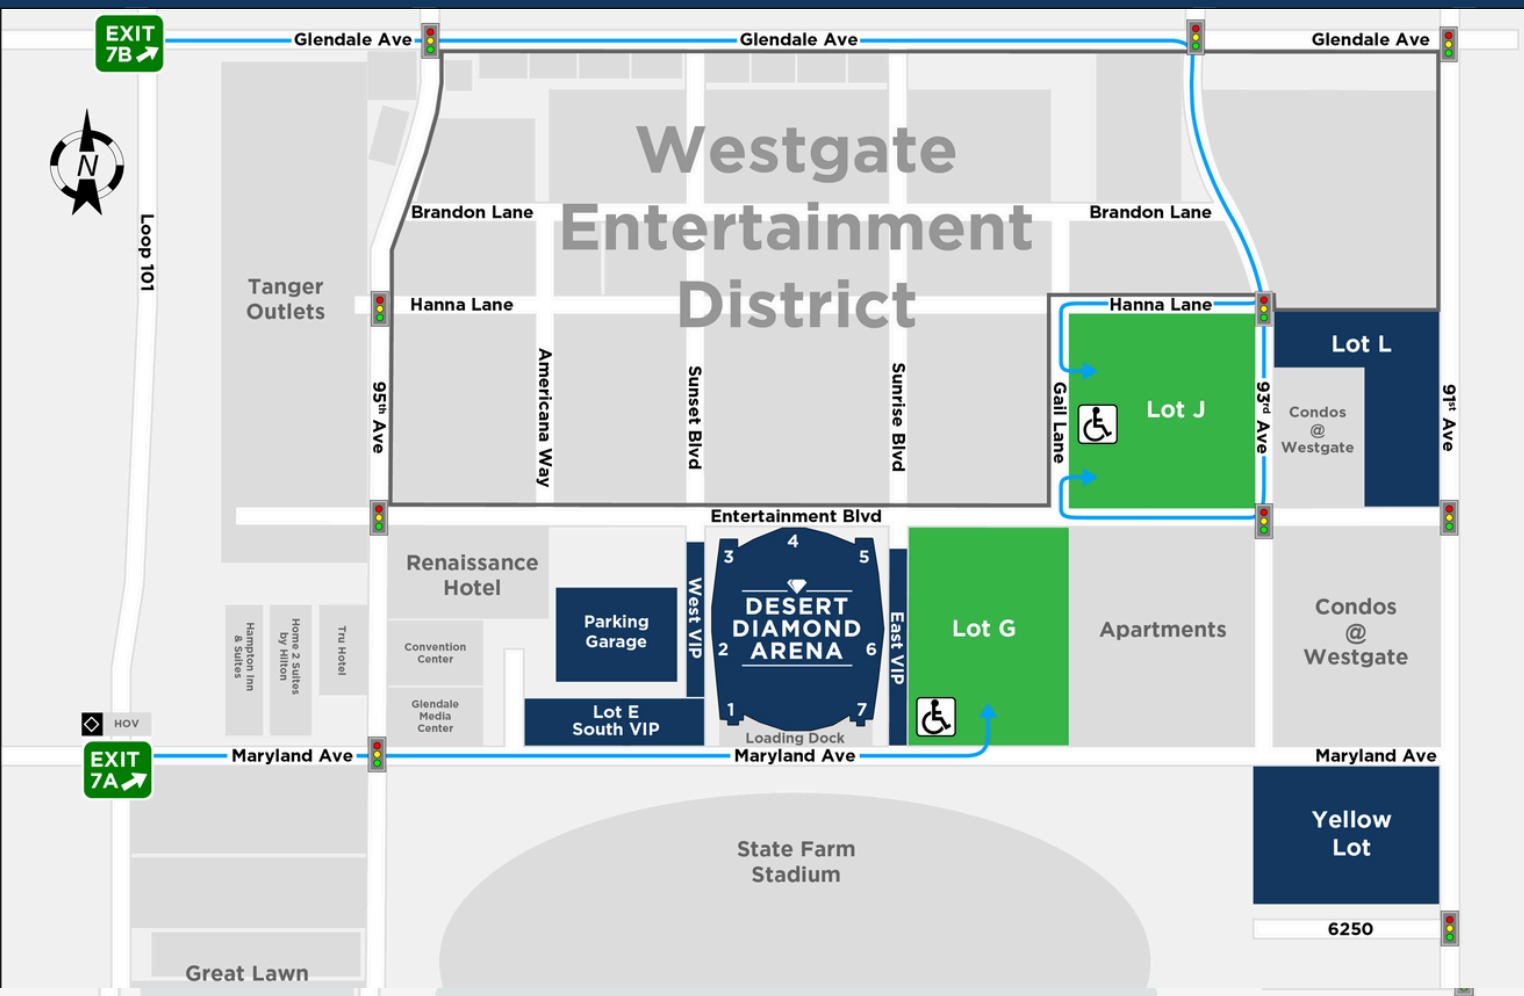 EXIT
7B
Glendale Ave
Glendale Ave
Glendale Ave
N
Westgate
Entertainment
District
Brandon Lane
Brandon Lane
Loop 101
Tanger
Outlets
Hanna Lane
Hanna Lane
95th Ave
Americana Way
Sunset Blvd
Sunrise Blvd
Gail Lane
Lot J
93rd Ave
Lot L
Condos
@
Westgate
91st Ave
Entertainment Blvd
Renaissance
Hotel
Parking
Garage
West VIP
3
4
5
DESERT
DIAMOND
ARENA
2
6
1
7
East VIP
Lot G
Apartments
Condos
@
Westgate
Hampton Inn
& Suites
Home 2 Suites
by Hilton
Tru Hotel
Convention
Center
Glendale
Media
Center
Lot E
South VIP
Loading Dock
HOV
EXIT
7A
Maryland Ave
Maryland Ave
Maryland Ave
State Farm
Stadium
Yellow
Lot
6250
Great Lawn